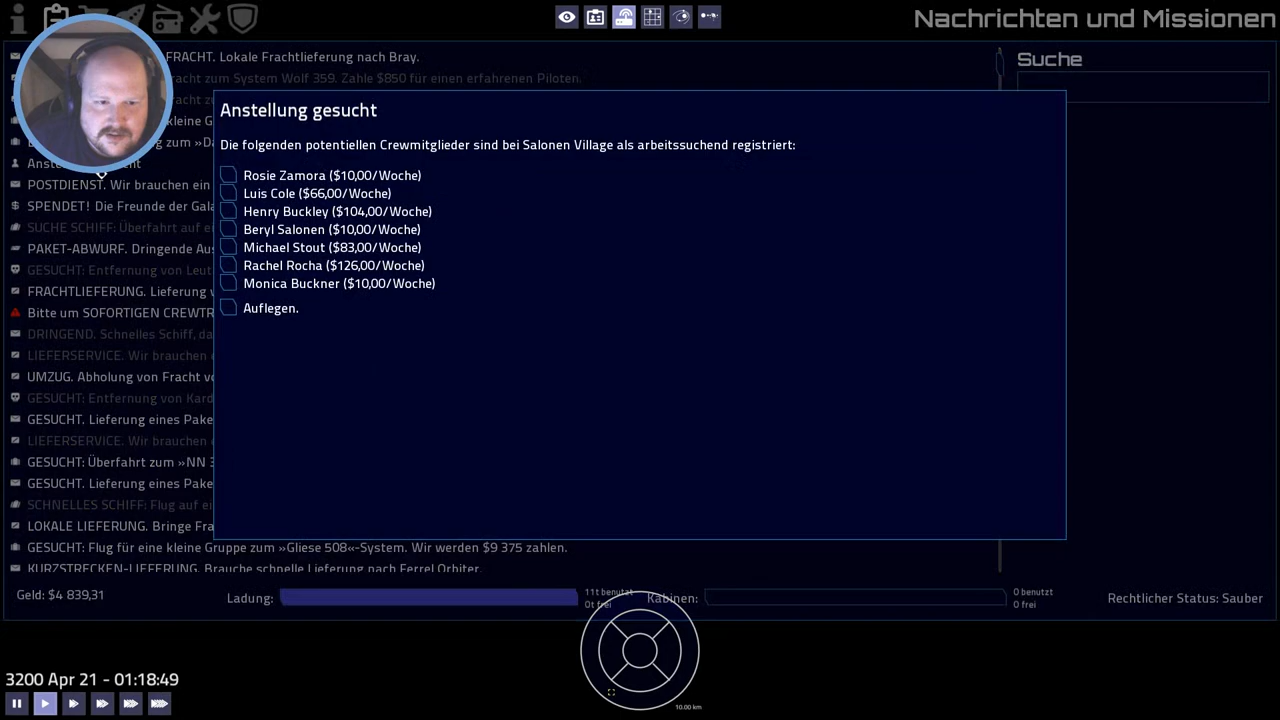 Nachrichten und Missionen
FRACHT. Lokale Frachtlieferung nach Bray.
Suche
fracht zum System Wolf 359. Zahle $850 für einen erfahrenen Piloten.
Anstellung gesucht
Die folgenden potentiellen Crewmitglieder sind bei Salonen Village als arbeitssuchend registriert:
Rosie Zamora ($10,00/Woche)
POSTDIENST. Wir brauchen ein
Luis Cole ($66,00/Woche)
SPENDET! Die Freunde der Gala
Henry Buckley ($104,00/Woche)
SUCHE SCHIFF: Überfahrt auf ei
Beryl Salonen ($10,00/Woche)
PAKET-ABWURF. Dringende Aus
Michael Stout ($83,00/Woche)
GESUCHT: Entfernung von Leut
Rachel Rocha ($126,00/Woche)
FRACHTLIEFERUNG. Lieferung v
Monica Buckner ($10,00/Woche)
Bitte um SOFORTIGEN CREWTR
Auflegen.
DRINGEND. Schnelles Schiff, da
LIEFERSERVICE. Wir brauchen d
UMZUG. Abholung von Fracht vo
GESUCHT: Entfernung von Kard
GESUCHT. Lieferung eines Pake
LIEFERSERVICE. Wir brauchen d
GESUCHT: Überfahrt zum »NN 3
GESUCHT. Lieferung eines Pake
SCHNELLES SCHIFF: Flug auf ei
LOKALE LIEFERUNG. Bringe Fra
GESUCHT: Flug für eine kleine Gruppe zum »Gliese 508«-System. Wir werden $9 375 zahlen.
KURZSTRECKEN-LIEFERUNG. Brauche schnelle Lieferung nach Ferrel Orbiter.
Geld: $4 839,31
Ladung:
11t benutzt
0t frei
Kabinen:
0 benutzt
0 frei
Rechtlicher Status: Sauber
3200 Apr 21 - 01:18:49
10.00 km